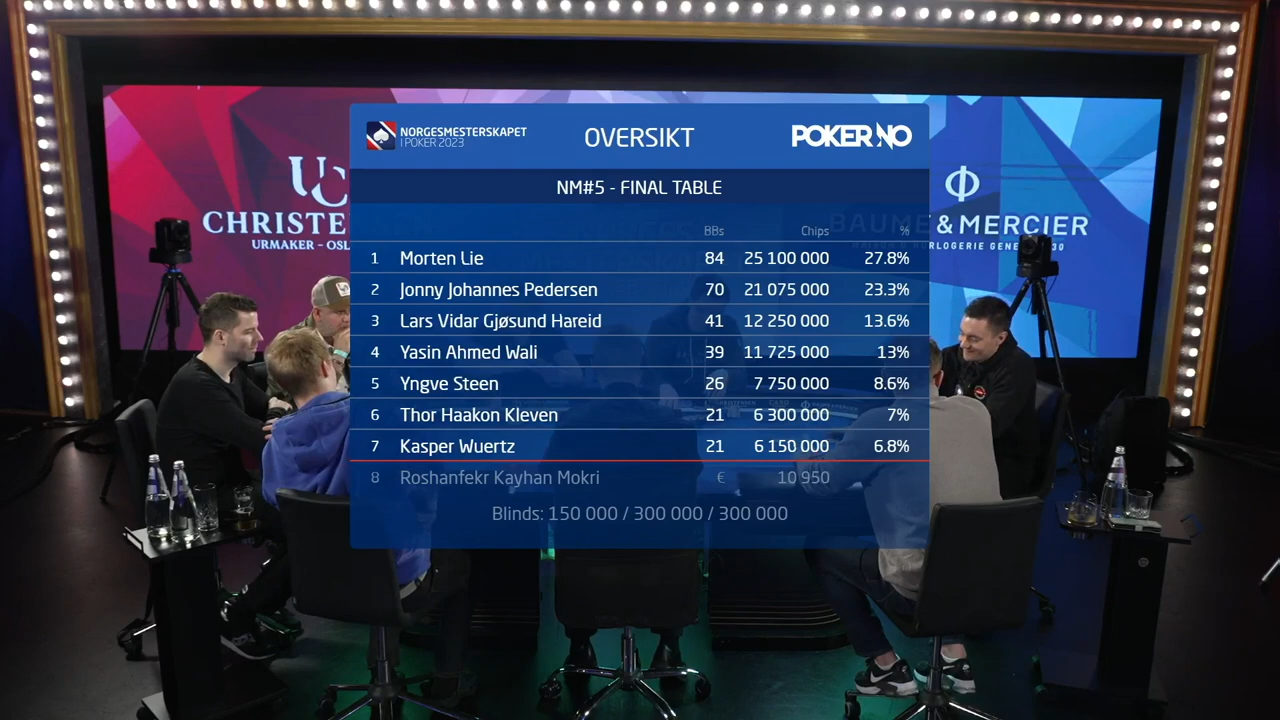 NORGESMESTERSKAPET
I POKER 2023
OVERSIKT
POKER NO
NM#5 - FINAL TABLE
BBs Chips %
1 Morten Lie 84 25 100 000 27.8%
2 Jonny Johannes Pedersen 70 21 075 000 23.3%
3 Lars Vidar Gjøsund Hareid 41 12 250 000 13.6%
4 Yasin Ahmed Wali 39 11 725 000 13%
5 Yngve Steen 26 7 750 000 8.6%
6 Thor Haakon Kleven 21 6 300 000 7%
7 Kasper Wuertz 21 6 150 000 6.8%
8 Roshanfekr Kayhan Mokri € 10 950
Blinds: 150 000 / 300 000 / 300 000
UC
CHRISTE
URMAKER - OSL
BAUME & MERCIER